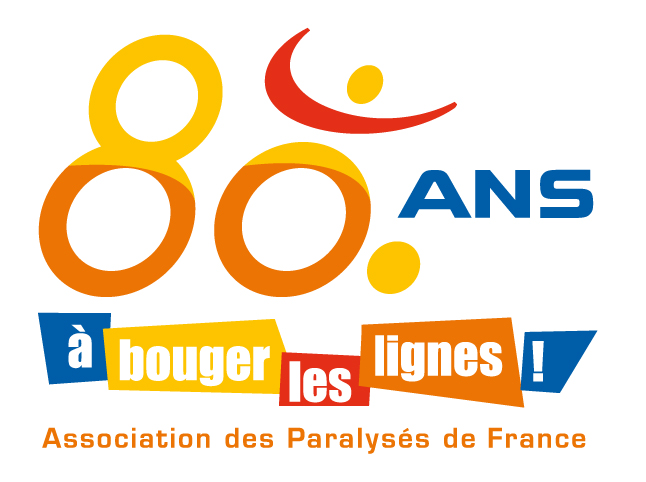 80 ANS
à bouger les lignes !
Association des Paralysés de France